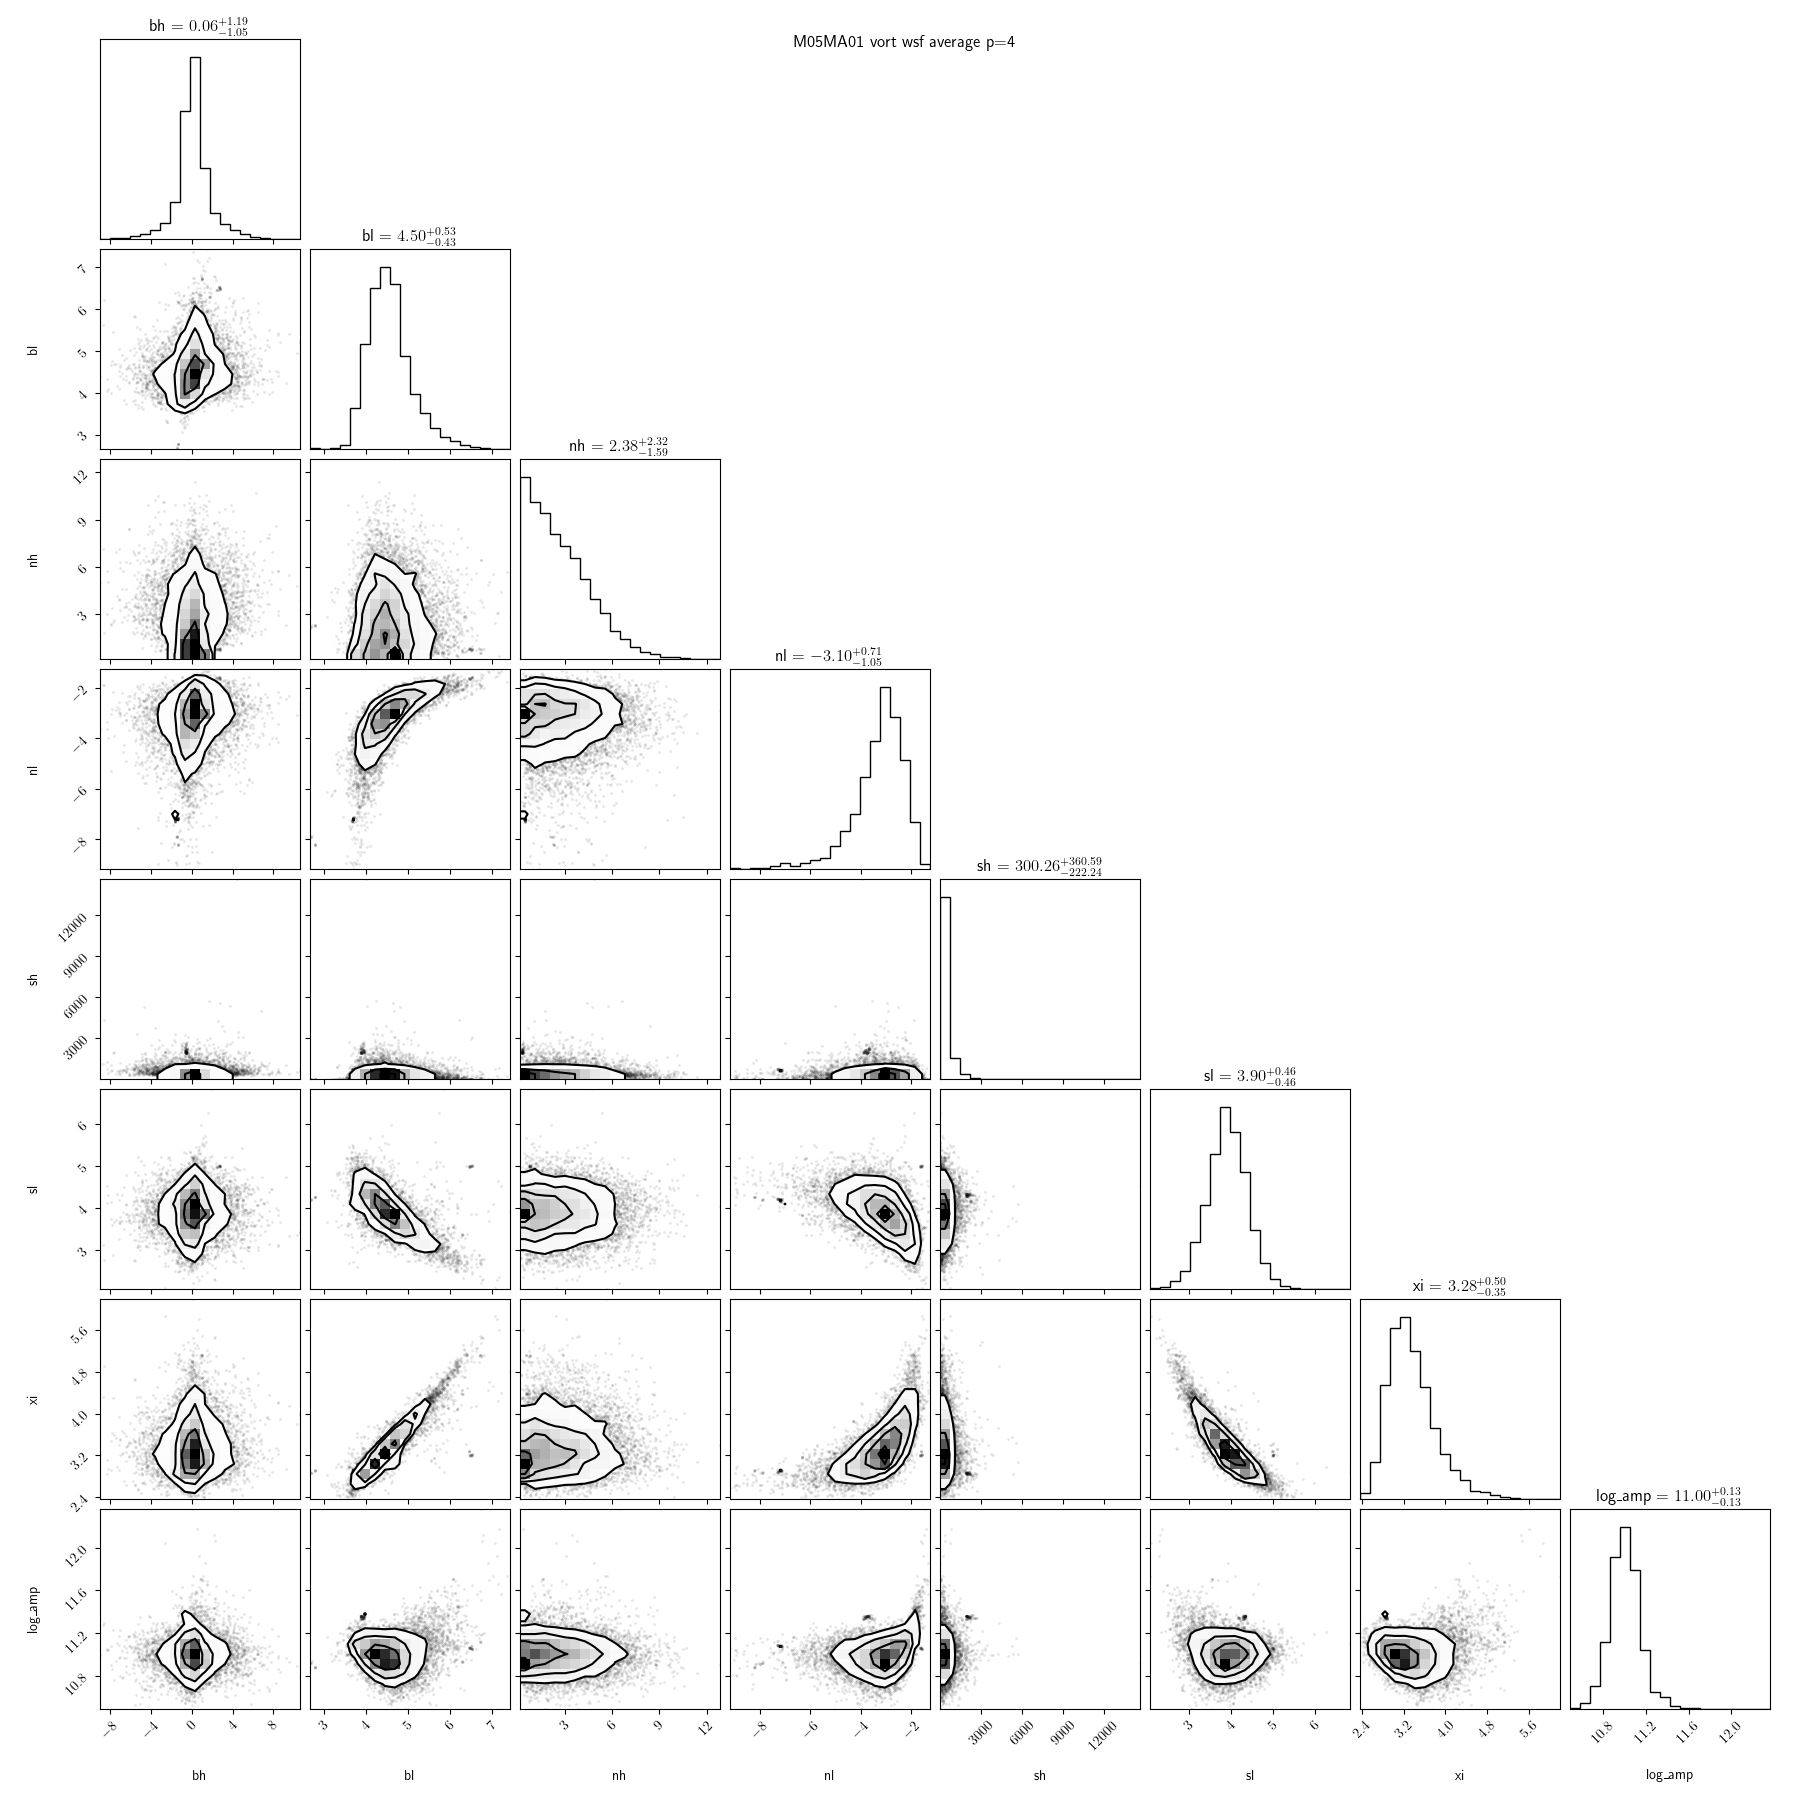 bh = 0.06+1.19−1.05
M05MA01 vort wsf average p=4
bl = 4.50+0.53−0.43
7
6
bl
5
4
3
nh = 2.38+2.32−1.59
12
9
nh
6
3
nl = −3.10+0.71−1.05
−2
−4
nl
−6
−8
sh = 300.26+360.59−222.24
12000
9000
sh
6000
3000
sl = 3.90+0.46−0.46
6
5
sl
4
3
xi = 3.28+0.50−0.35
5.6
4.8
xi
4.0
3.2
2.4
log_amp = 11.00+0.13−0.13
12.0
11.6
log_amp
11.2
10.8
−8 −4 0 4 8 3 4 5 6 7 3 6 9 12 −8 −6 −4 −2 3000 6000 9000 12000 3 4 5 6 2.4 3.2 4.0 4.8 5.6 10.8 11.2 11.6 12.0
bh bl nh nl sh sl xi log_amp